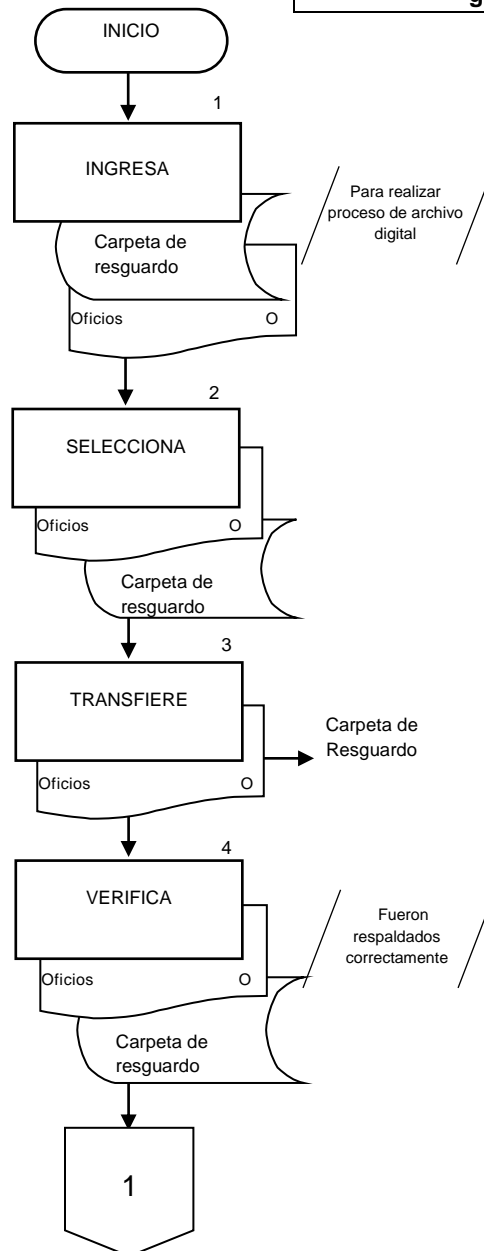 g
INICIO
1
INGRESA
Para realizar
proceso de archivo
digital
Carpeta de
resguardo
Oficios O
2
SELECCIONA
Oficios O
Carpeta de
resguardo
3
TRANSFIERE
Carpeta de
Resguardo
Oficios O
4
VERIFICA
Fueron
respaldados
correctamente
Oficios O
Carpeta de
resguardo
1